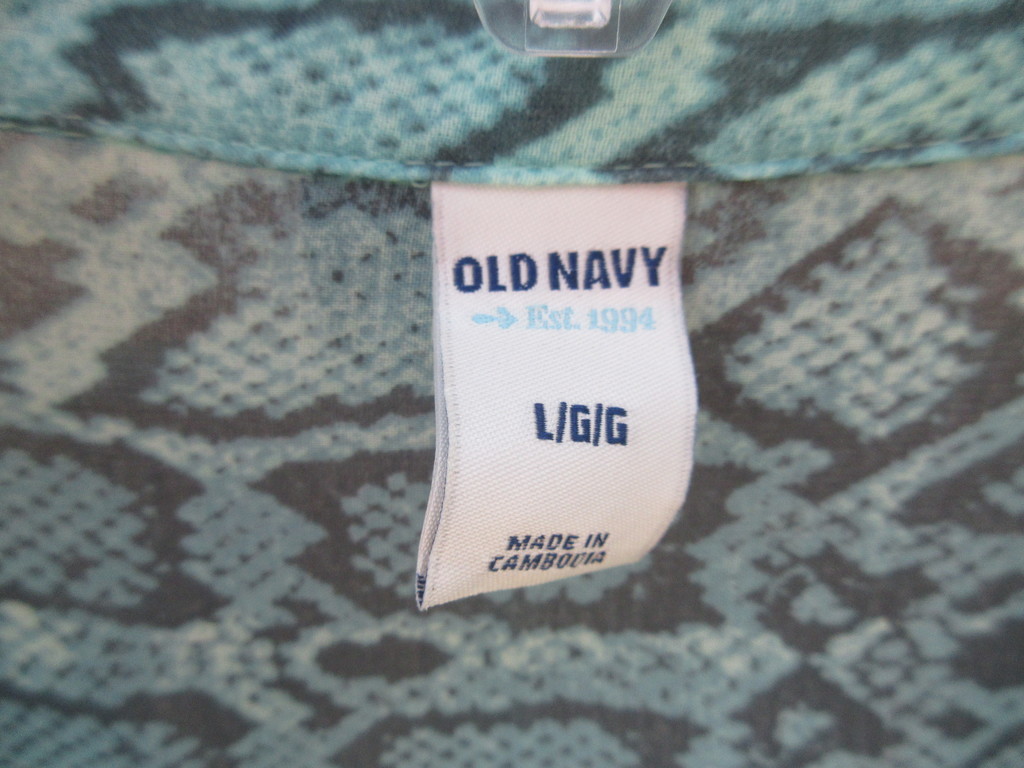 OLD NAVY
Est. 1994
L/G/G
MADE IN
CAMBODIA